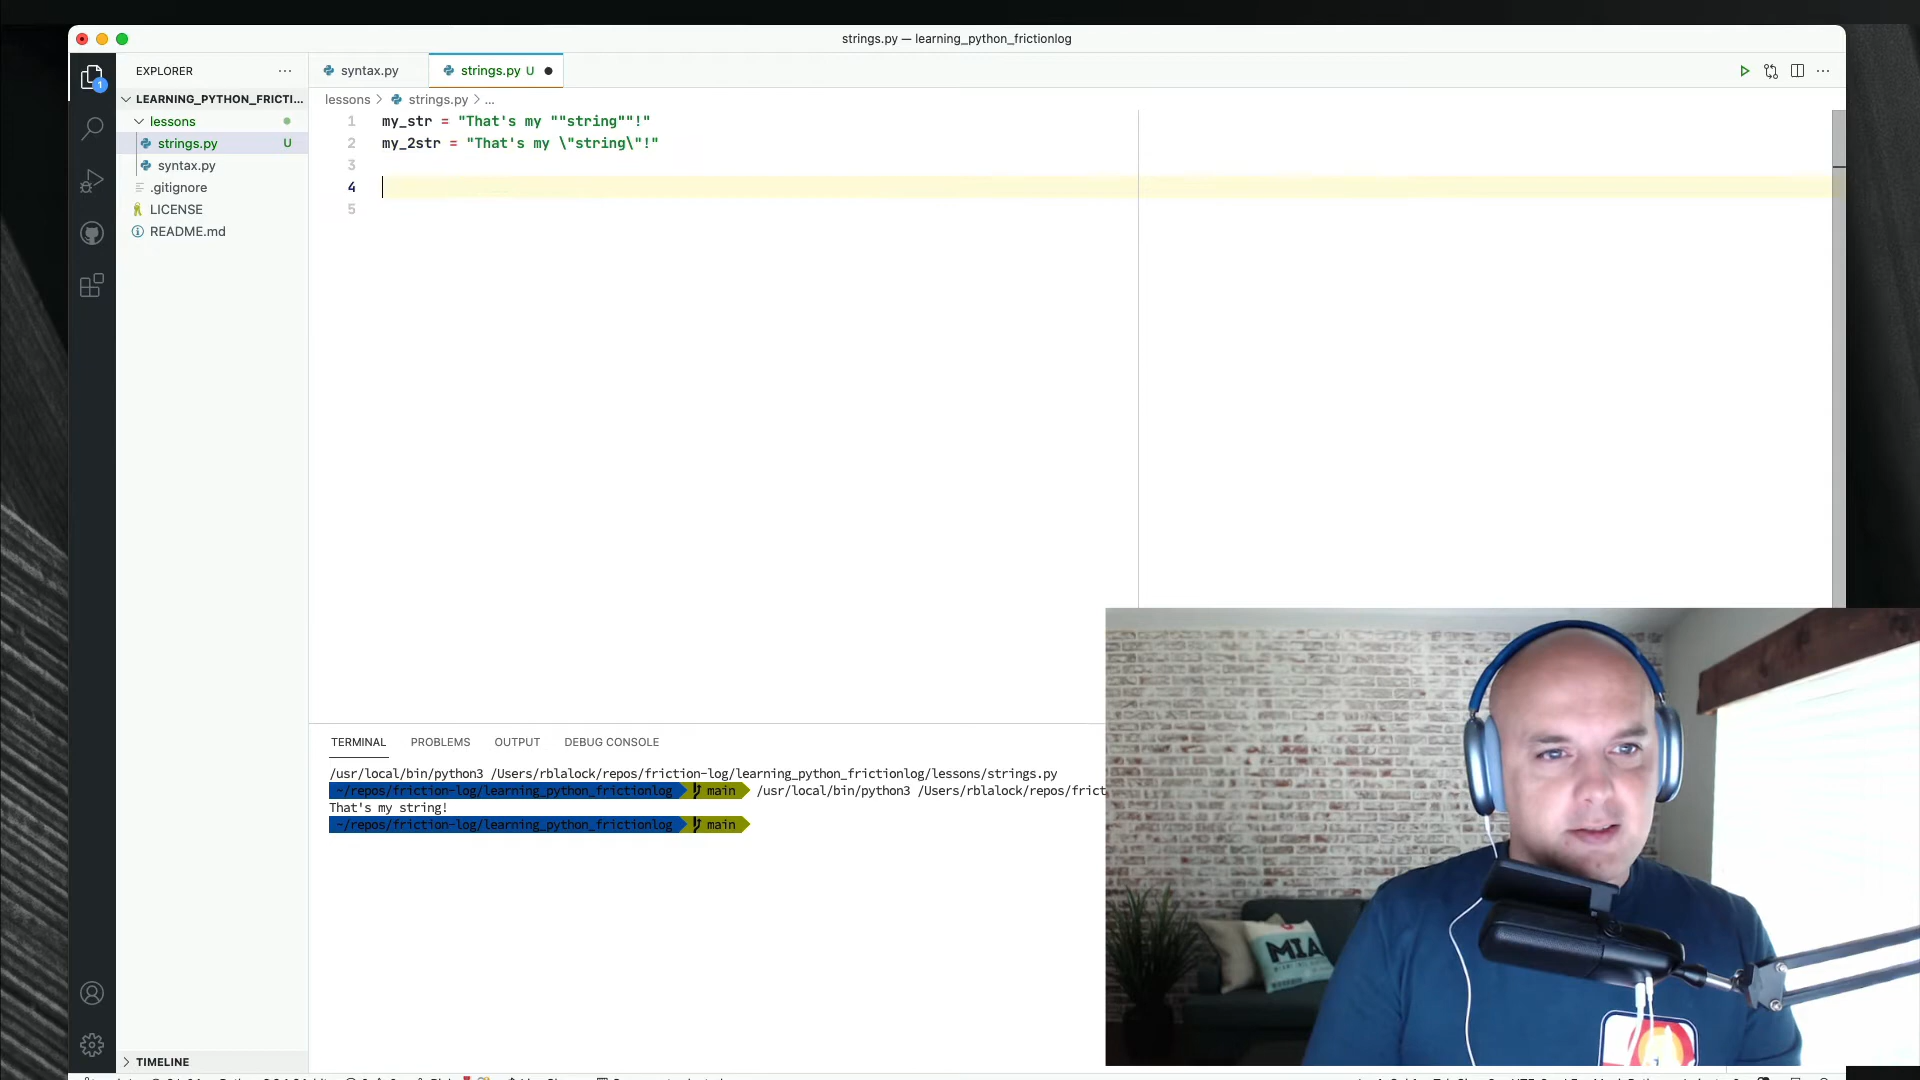 strings.py — learning_python_frictionlog
EXPLORER
syntax.py
strings.py U
LEARNING_PYTHON_FRICTI...
lessons > strings.py > ...
lessons
strings.py U
syntax.py
.gitignore
LICENSE
README.md
1 my_str = "That's my ""string""!"
2 my_2str = "That's my \"string\"!"
3
4
5
TERMINAL PROBLEMS OUTPUT DEBUG CONSOLE
/usr/local/bin/python3 /Users/rblalock/repos/friction-log/learning_python_frictionlog/lessons/strings.py
~/repos/friction-log/learning_python_frictionlog main /usr/local/bin/python3 /Users/rblalock/repos/frict
That's my string!
~/repos/friction-log/learning_python_frictionlog main
MIA
TIMELINE